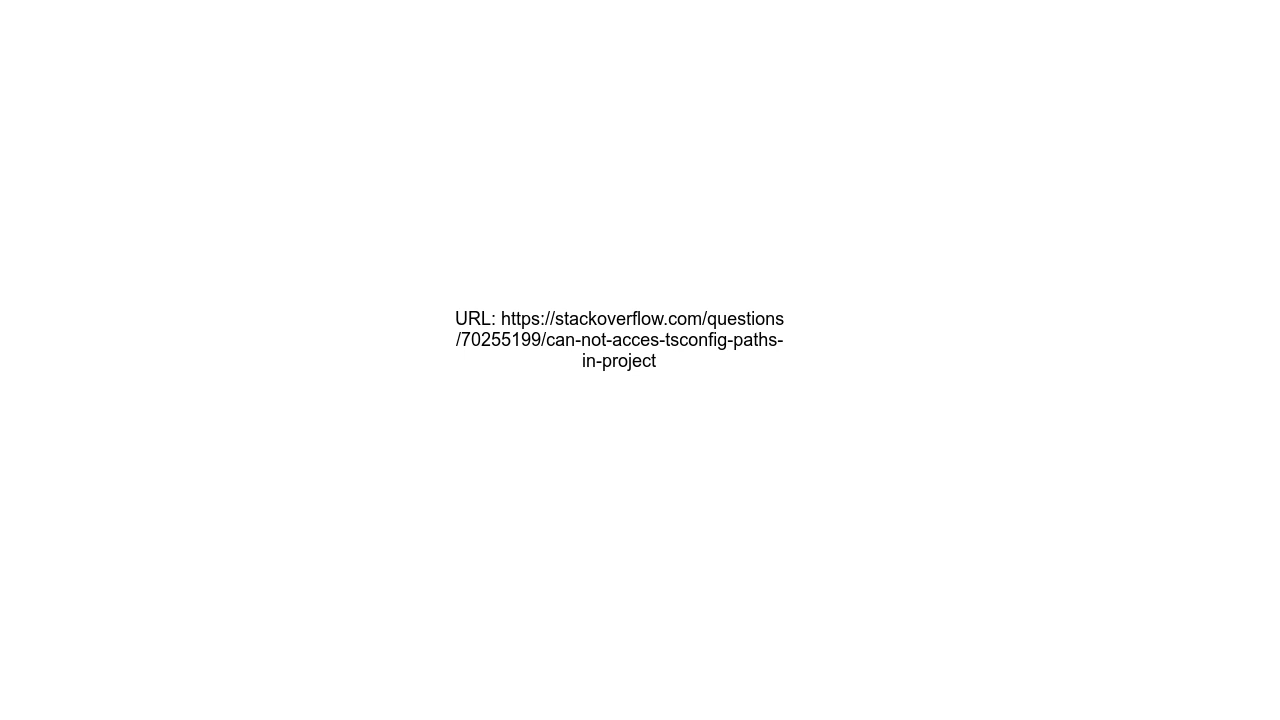 URL: https://stackoverflow.com/questions
/70255199/can-not-acces-tsconfig-paths-
in-project